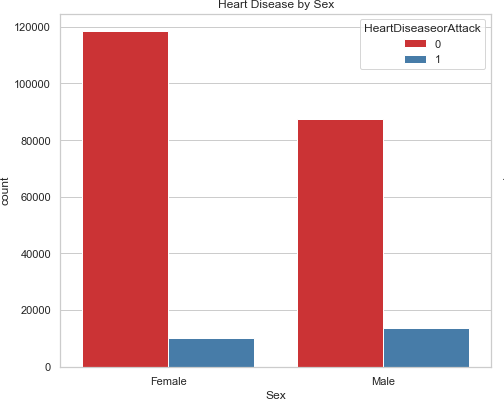 Heart Disease by Sex
HeartDiseaseorAttack
0
1
120000
100000
80000
60000
40000
20000
0
count
Female
Male
Sex